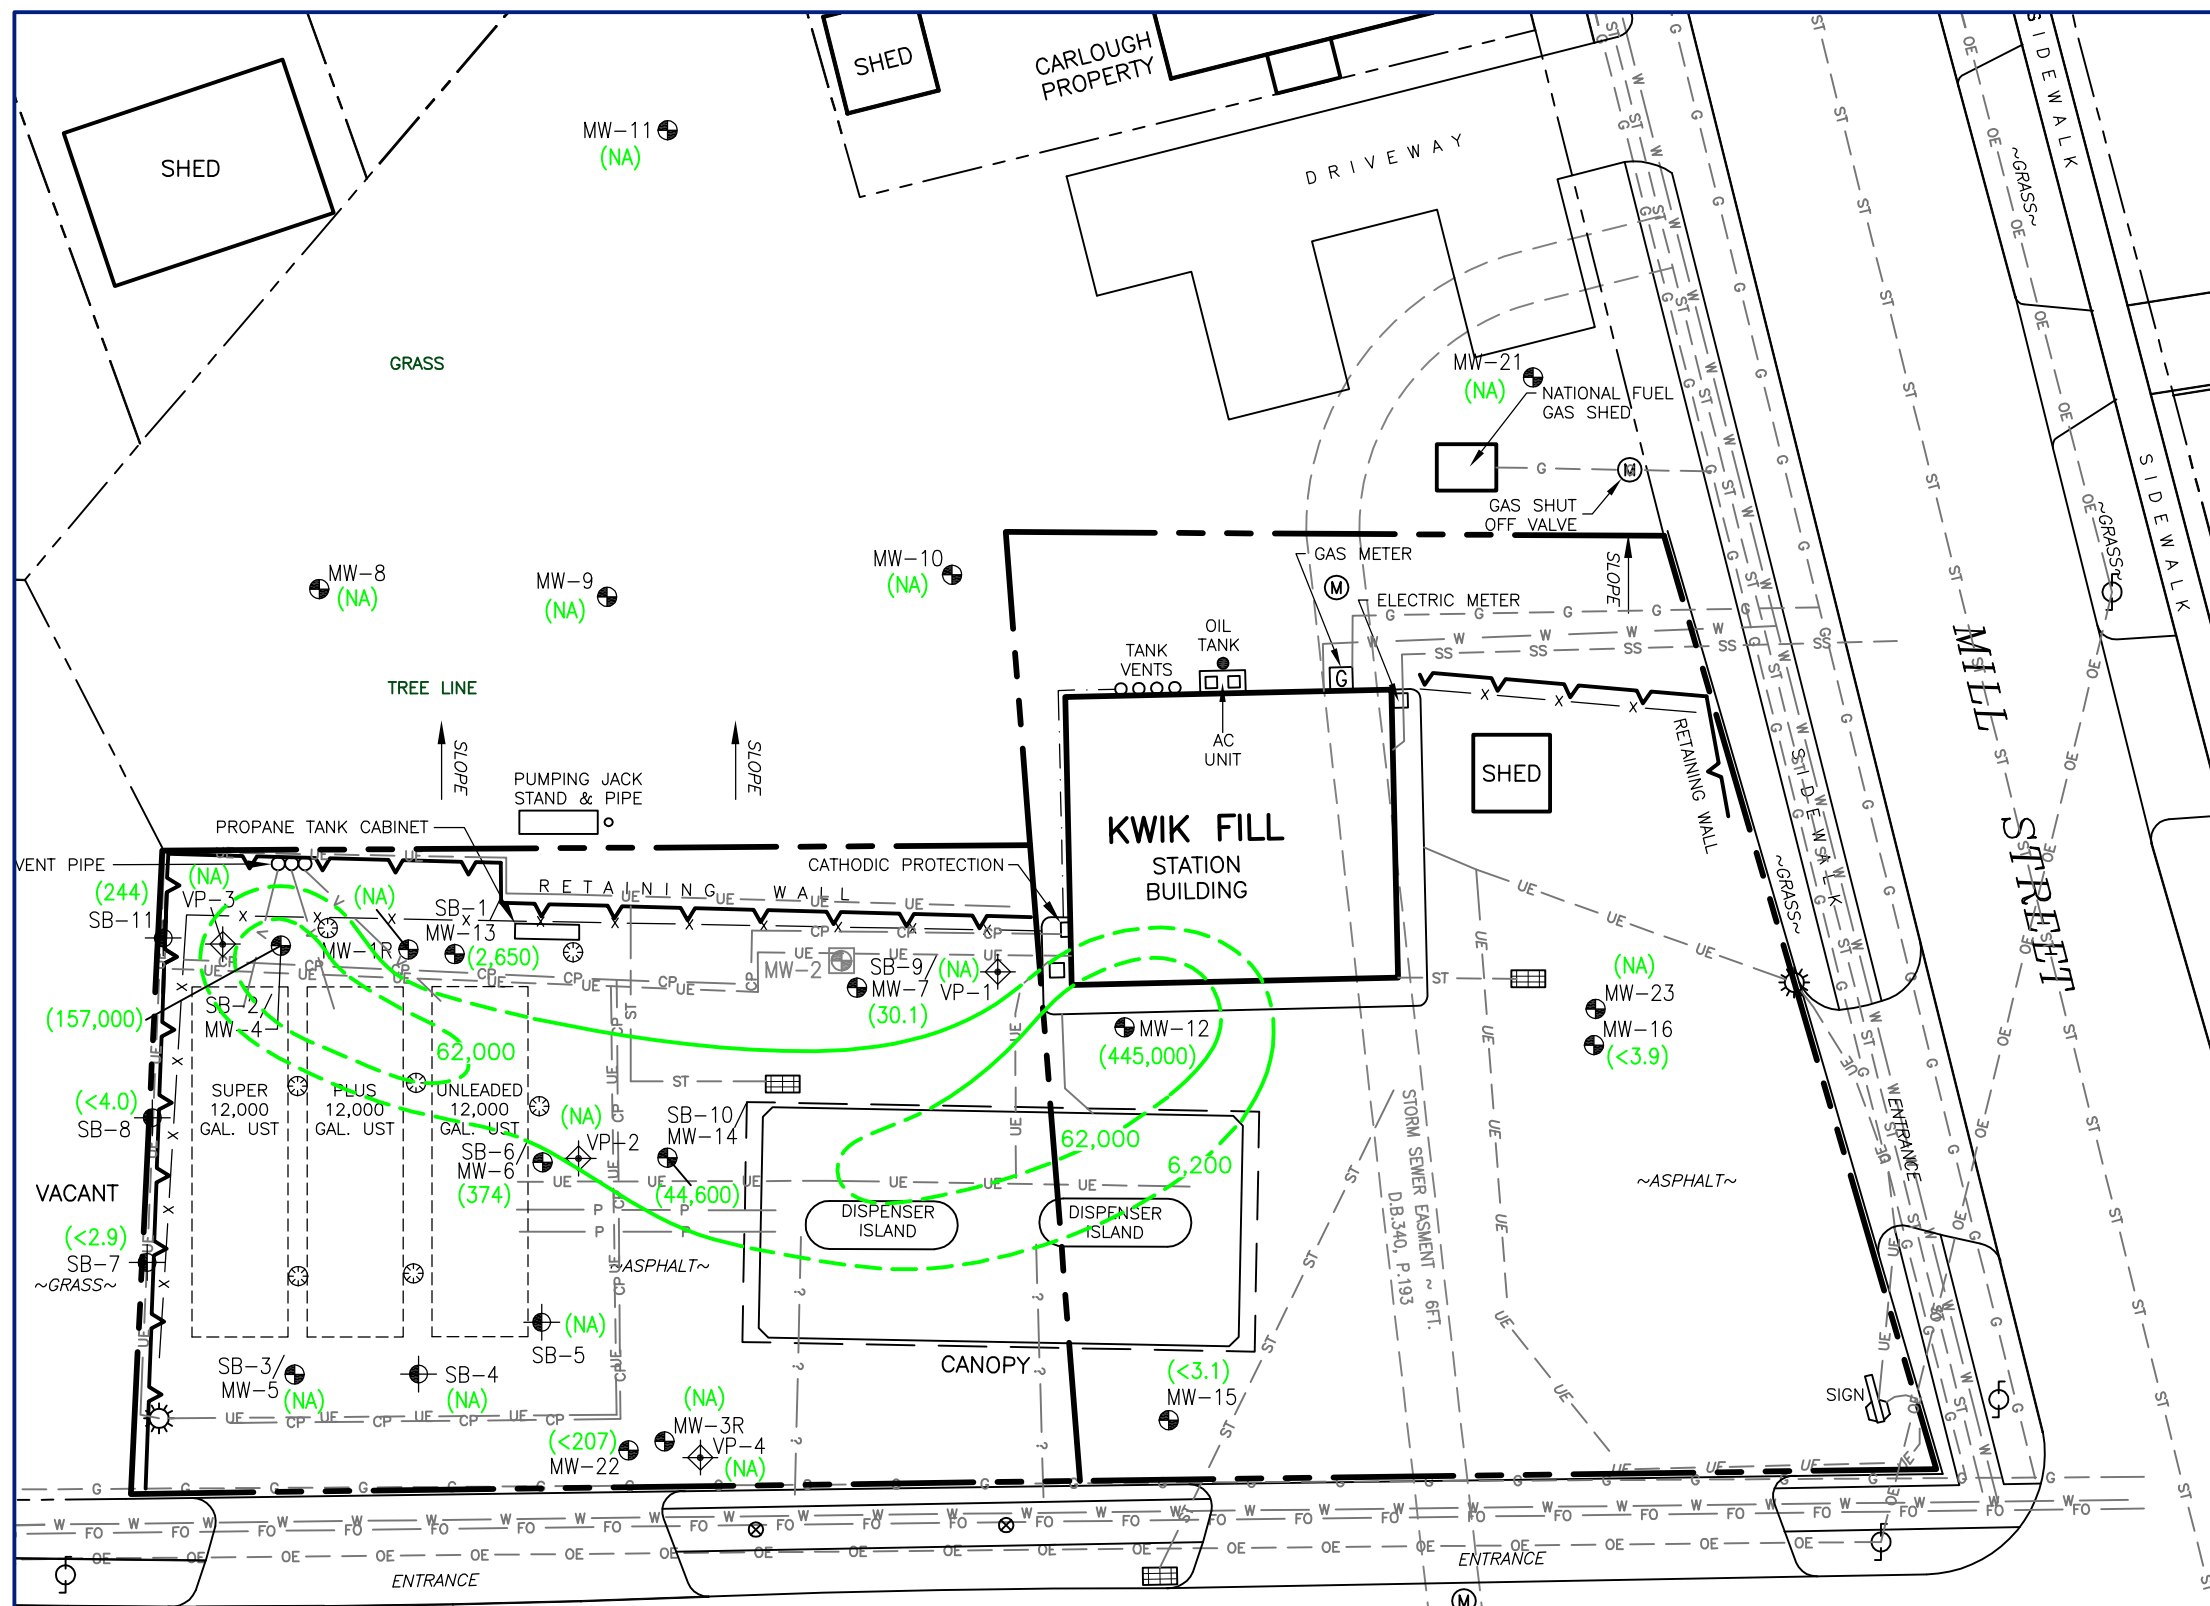 SHED
SHED
CARLOUGH
PROPERTY
MW-11
(NA)
DRIVEWAY
SIDEWALK
~GRASS~
GRASS
MW-21
(NA)
NATIONAL FUEL
GAS SHED
GAS SHUT
OFF VALVE
M
SIDEWALK
~GRASS~
MW-8
(NA)
MW-9
(NA)
MW-10
(NA)
GAS METER
M
SLOPE
ELECTRIC METER
OIL
TANK
TANK
VENTS
G
AC
UNIT
TREE LINE
SLOPE
SLOPE
MILL STREET
RETAINING WALL
SIDEWALK
~GRASS~
SHED
PUMPING JACK
STAND & PIPE
PROPANE TANK CABINET
VENT PIPE
CATHODIC PROTECTION
KWIK FILL
STATION
BUILDING
RETAINING WALL
(244)
SB-11
(NA)
VP-3
(NA)
MW-1R
SB-1/
MW-13
(2,650)
MW-2
SB-9/
MW-7
(30.1)
(NA)
VP-1
(157,000)
SB-2/
MW-4
62,000
MW-12
(445,000)
(NA)
MW-23
MW-16
(<3.9)
SUPER
12,000
GAL. UST
PLUS
12,000
GAL. UST
UNLEADED
12,000
GAL. UST
(<4.0)
SB-8
(NA)
VP-2
SB-6/
MW-6
(374)
SB-10/
MW-14
(44,600)
62,000
6,200
STORM SEWER EASMENT ~ 6FT.
D.B.340, P.193
~ASPHALT~
ENTRANCE
VACANT
(<2.9)
SB-7
~GRASS~
DISPENSER
ISLAND
DISPENSER
ISLAND
~ASPHALT~
(NA)
SB-5
CANOPY
SB-3/
MW-5
(NA)
SB-4
(NA)
(NA)
MW-3R
(<207)
MW-22
VP-4
(NA)
(<3.1)
MW-15
SIGN
ENTRANCE
ENTRANCE
M